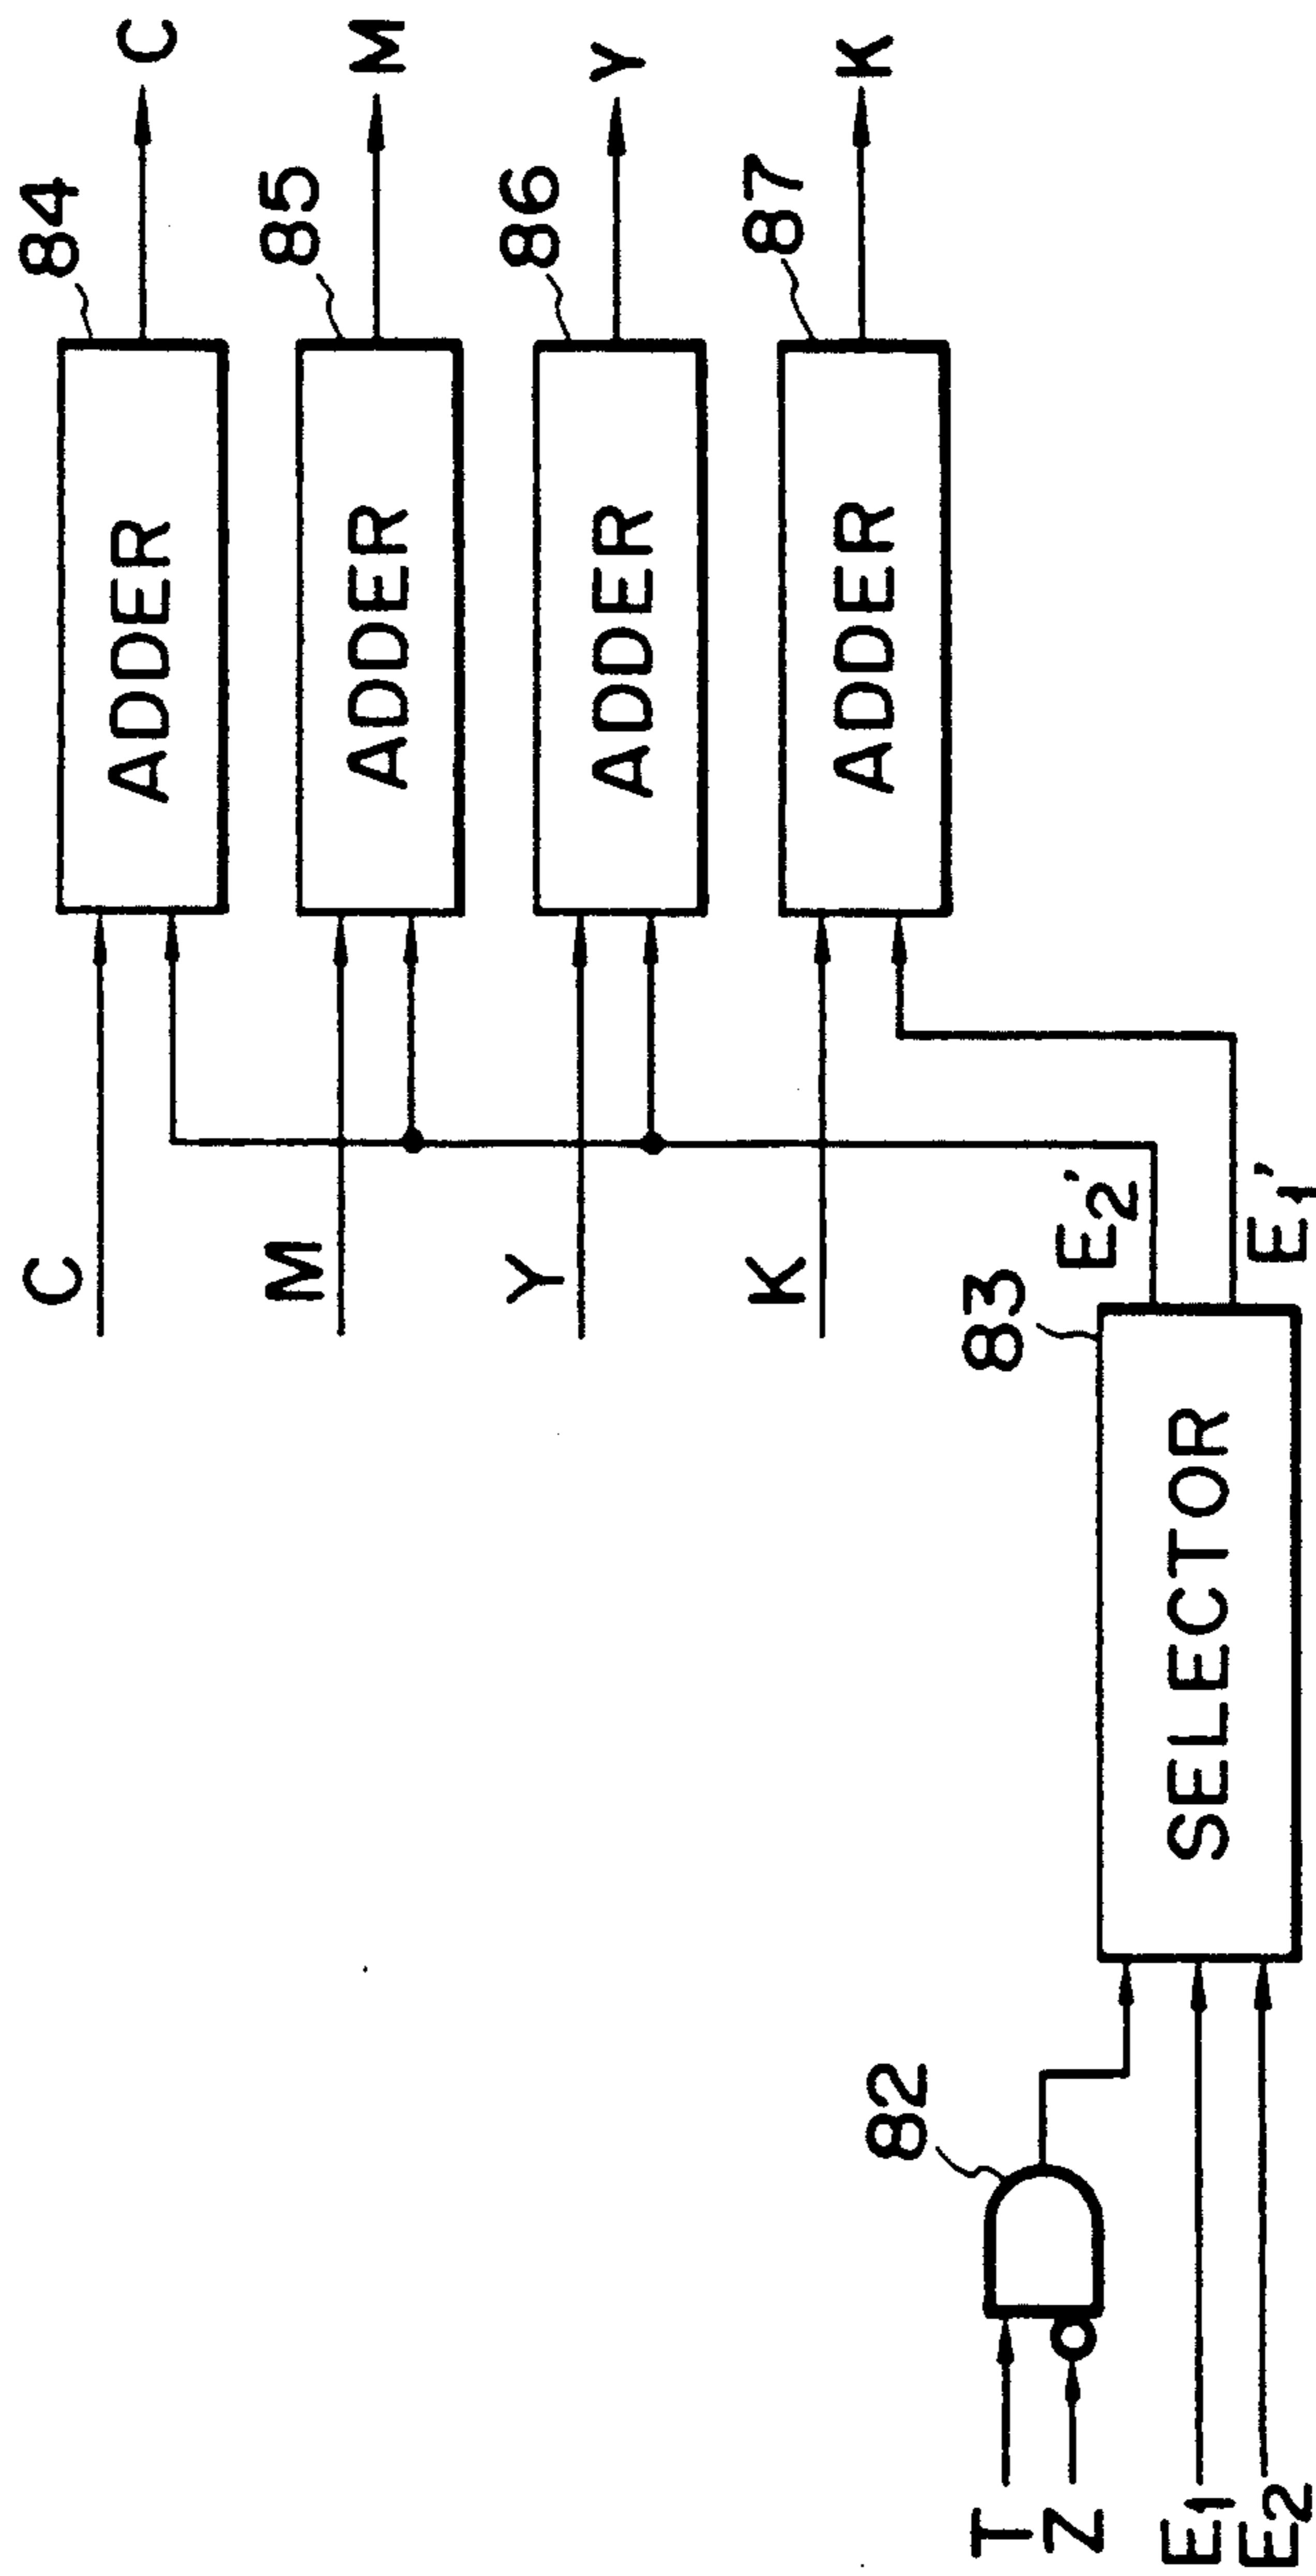 84
C
C
ADDER
85
M
M
ADDER
86
Y
Y
ADDER
87
K
K
ADDER
E₂'
E₁'
83
SELECTOR
82
T
Z
E₁
E₂